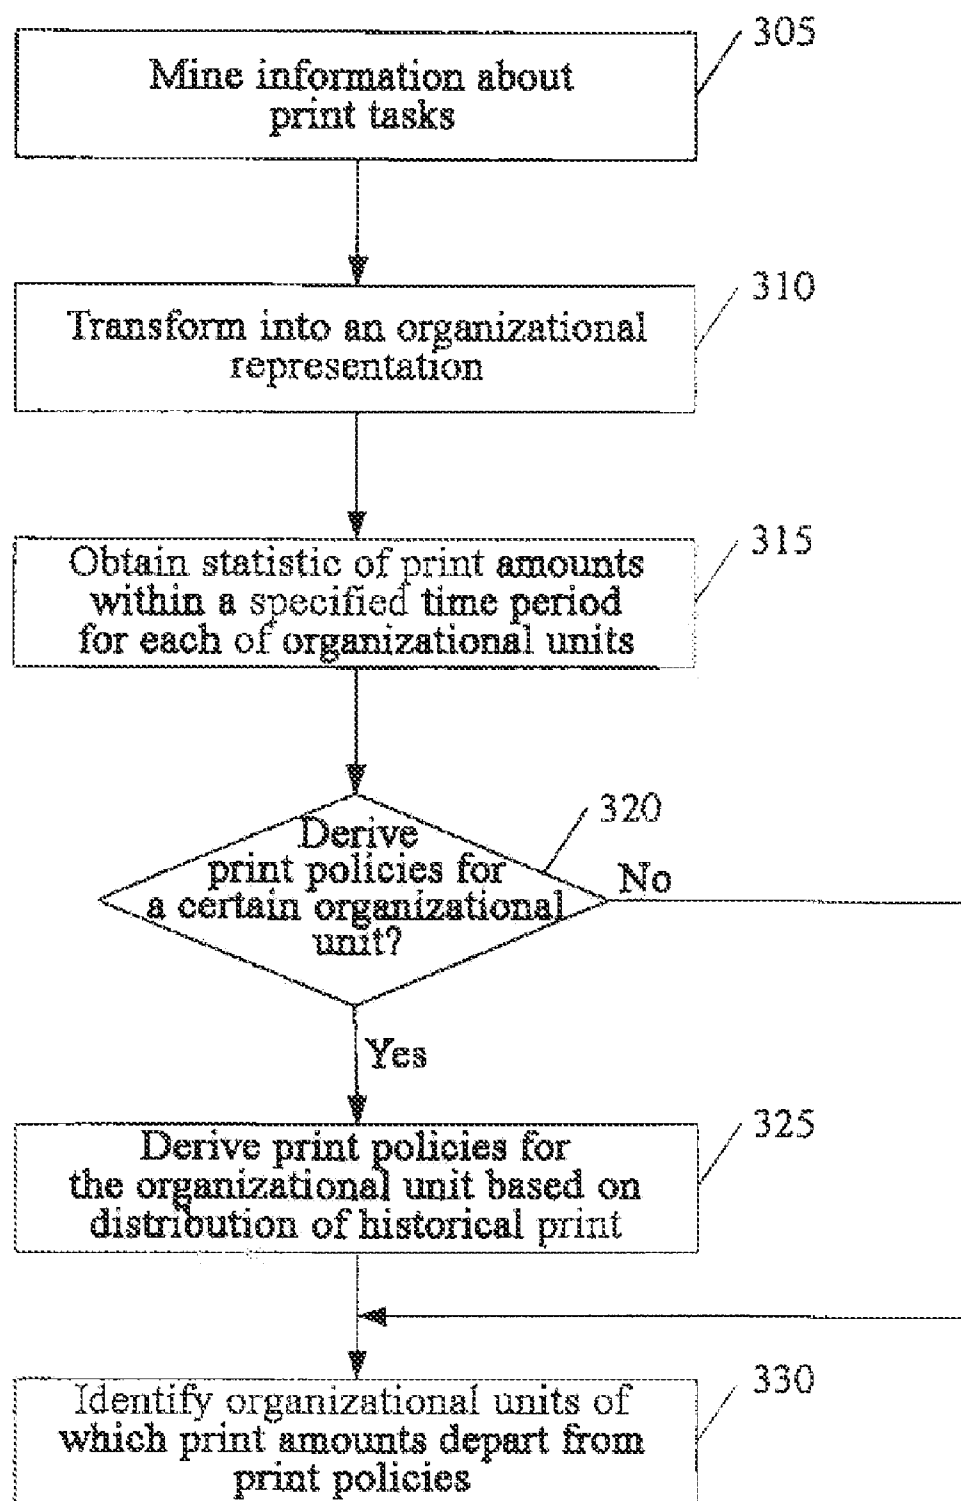 305
Mine information about
print tasks
310
Transform into an organizational
representation
315
Obtain statistic of print amounts
within a specified time period
for each of organizational units
320
Derive
print policies for
a certain organizational
unit?
No
Yes
325
Derive print policies for
the organizational unit based on
distribution of historical print
330
Identify organizational units of
which print amounts depart from
print policies